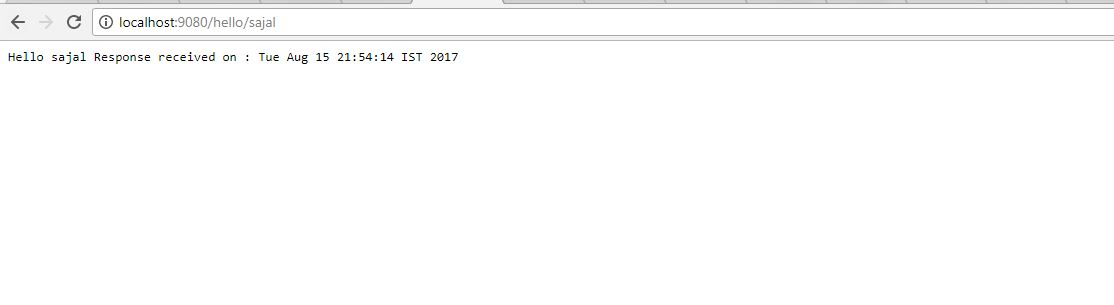 localhost:9080/hello/sajal
Hello sajal Response received on : Tue Aug 15 21:54:14 IST 2017